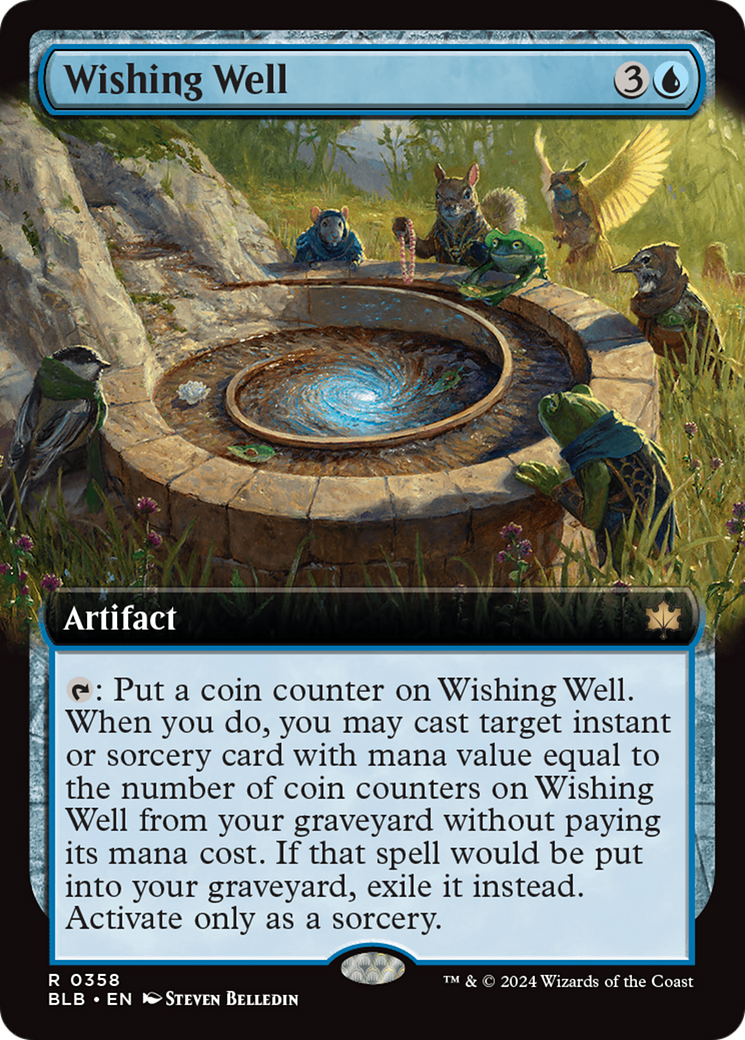 Wishing Well 3
Artifact
: Put a coin counter on Wishing Well.
When you do, you may cast target instant
or sorcery card with mana value equal to
the number of coin counters on Wishing
Well from your graveyard without paying
its mana cost. If that spell would be put
into your graveyard, exile it instead.
Activate only as a sorcery.
R 0358
BLB • EN STEVEN BELLEDIN
™ & © 2024 Wizards of the Coast